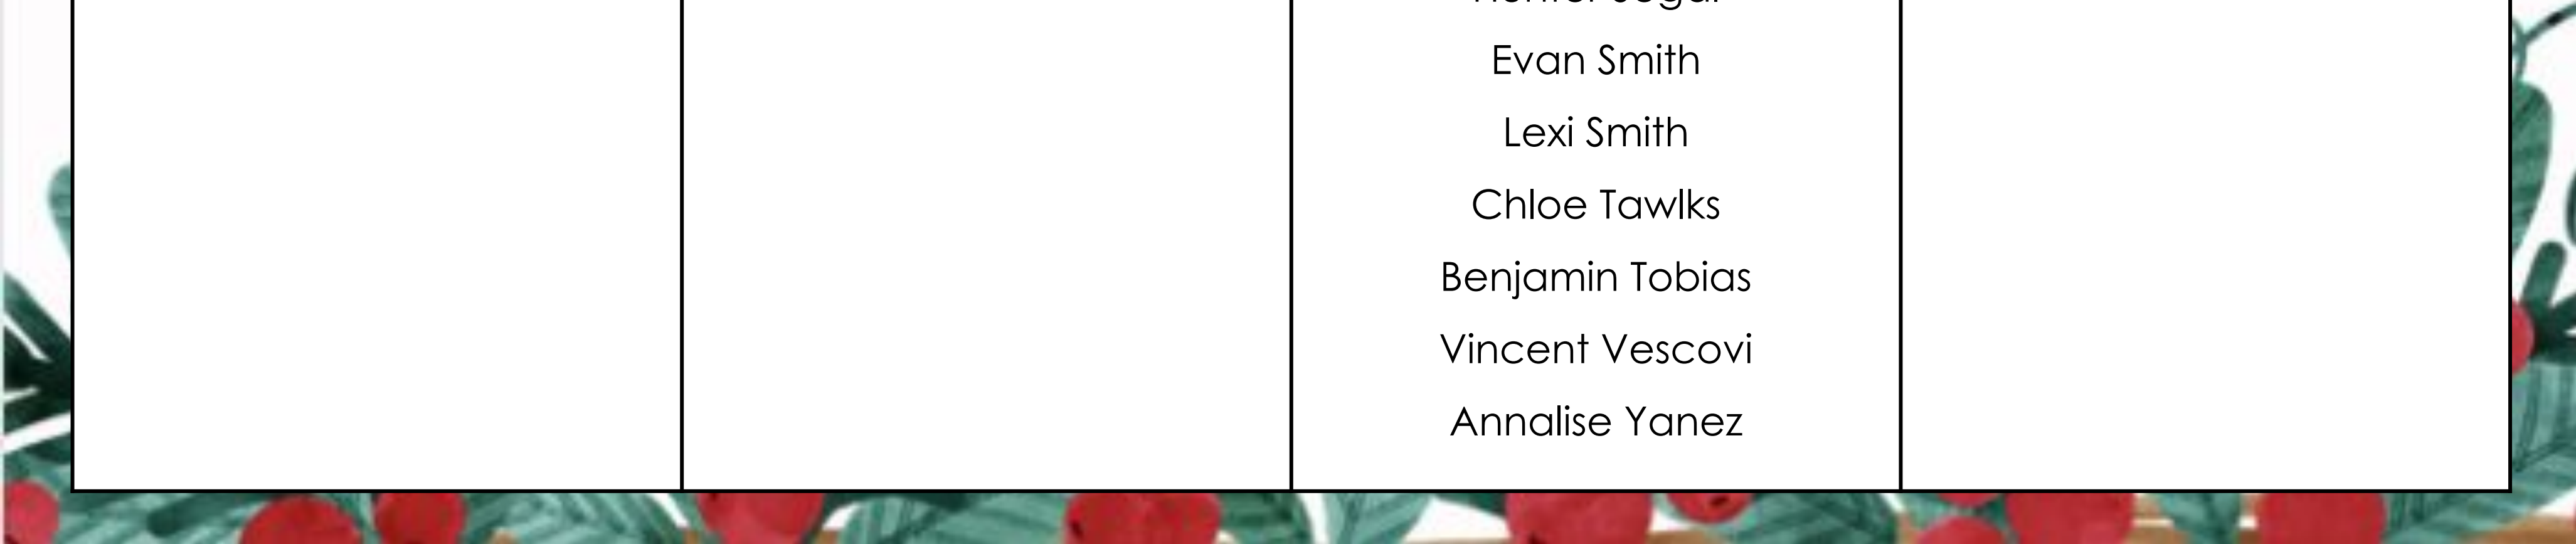 Evan Smith
Lexi Smith
Chloe Tawlks
Benjamin Tobias
Vincent Vescovi
Annalise Yanez